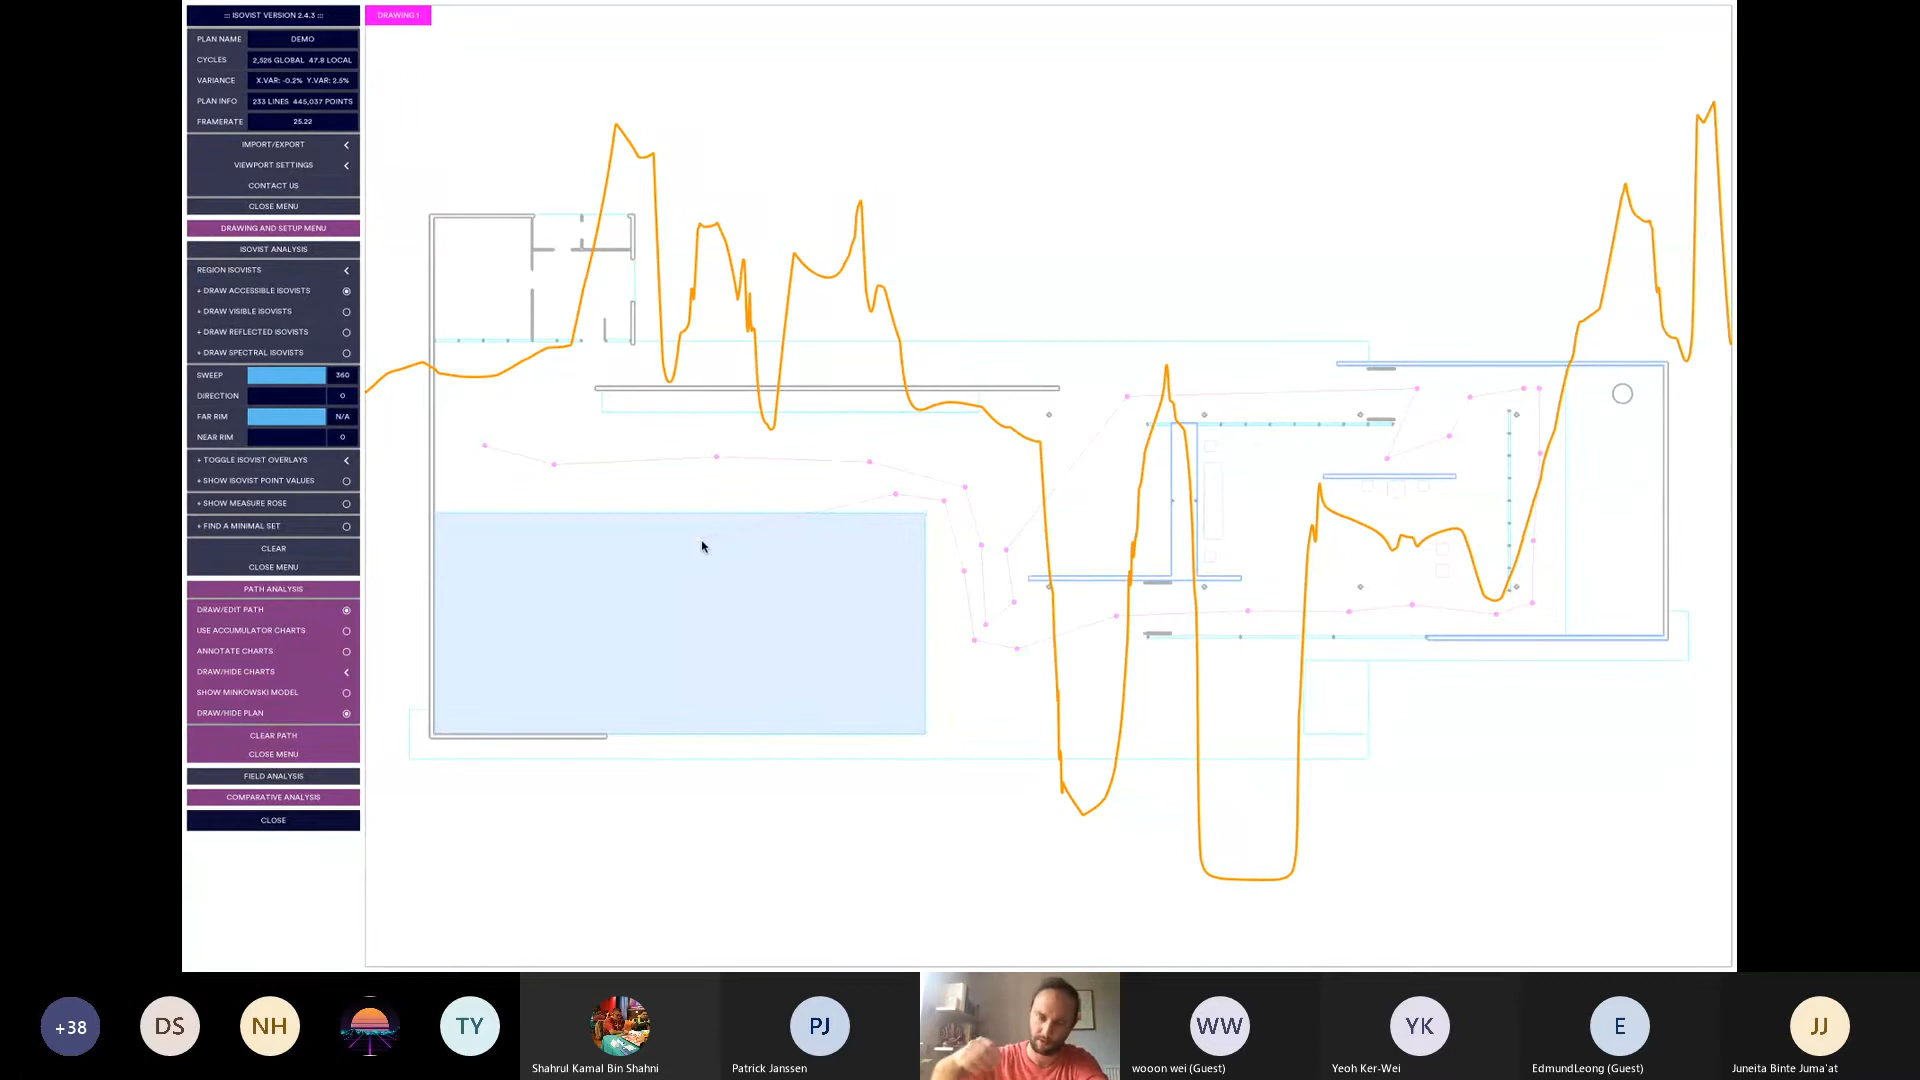 ::: ISOVIST VERSION 2.4.3 :::
DRAWING 1
PLAN NAME DEMO
CYCLES 2,526 GLOBAL 47.8 LOCAL
VARIANCE X.VAR: -0.2% Y.VAR: 2.5%
PLAN INFO 233 LINES 445,037 POINTS
FRAMERATE 25.22
IMPORT/EXPORT
VIEWPORT SETTINGS
CONTACT US
CLOSE MENU
DRAWING AND SETUP MENU
ISOVIST ANALYSIS
REGION ISOVISTS
+ DRAW ACCESSIBLE ISOVISTS
+ DRAW VISIBLE ISOVISTS
+ DRAW REFLECTED ISOVISTS
+ DRAW SPECTRAL ISOVISTS
SWEEP 360
DIRECTION 0
FAR RIM N/A
NEAR RIM 0
+ TOGGLE ISOVIST OVERLAYS
+ SHOW ISOVIST POINT VALUES
+ SHOW MEASURE ROSE
+ FIND A MINIMAL SET
CLEAR
CLOSE MENU
PATH ANALYSIS
DRAW/EDIT PATH
USE ACCUMULATOR CHARTS
ANNOTATE CHARTS
DRAW/HIDE CHARTS
SHOW MINKOWSKI MODEL
DRAW/HIDE PLAN
CLEAR PATH
CLOSE MENU
FIELD ANALYSIS
COMPARATIVE ANALYSIS
CLOSE
+38
DS
NH
TY
PJ
WW
YK
E
JJ
Shahrul Kamal Bin Shahni
Patrick Janssen
wooon wei (Guest)
Yeoh Ker-Wei
EdmundLeong (Guest)
Juneita Binte Juma'at